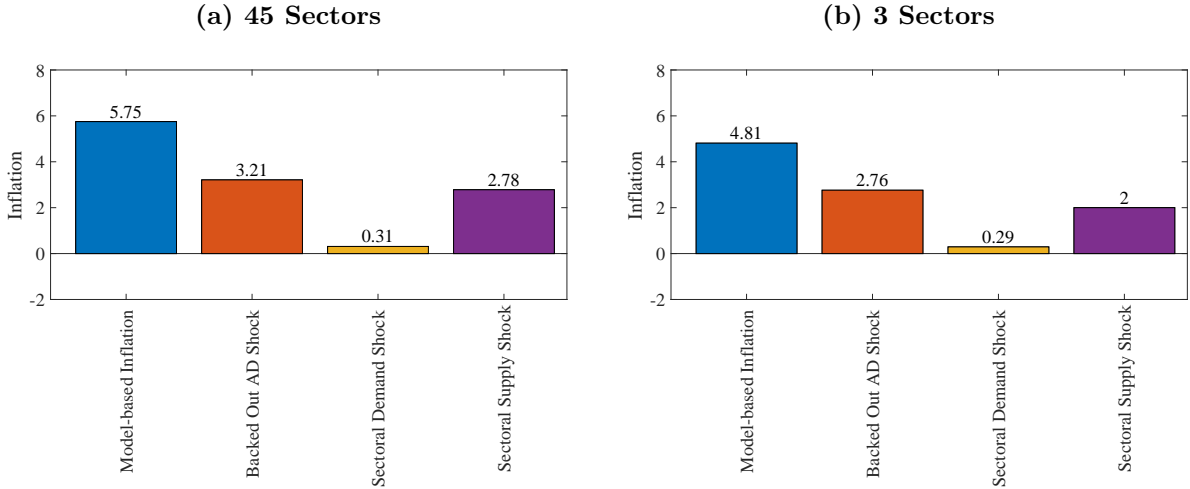 (a) 45 Sectors
8
6
4
2
0
-2
Inflation
5.75
3.21
0.31
2.78
Model-based Inflation
Backed Out AD Shock
Sectoral Demand Shock
Sectoral Supply Shock
(b) 3 Sectors
8
6
4
2
0
-2
Inflation
4.81
2.76
0.29
2
Model-based Inflation
Backed Out AD Shock
Sectoral Demand Shock
Sectoral Supply Shock